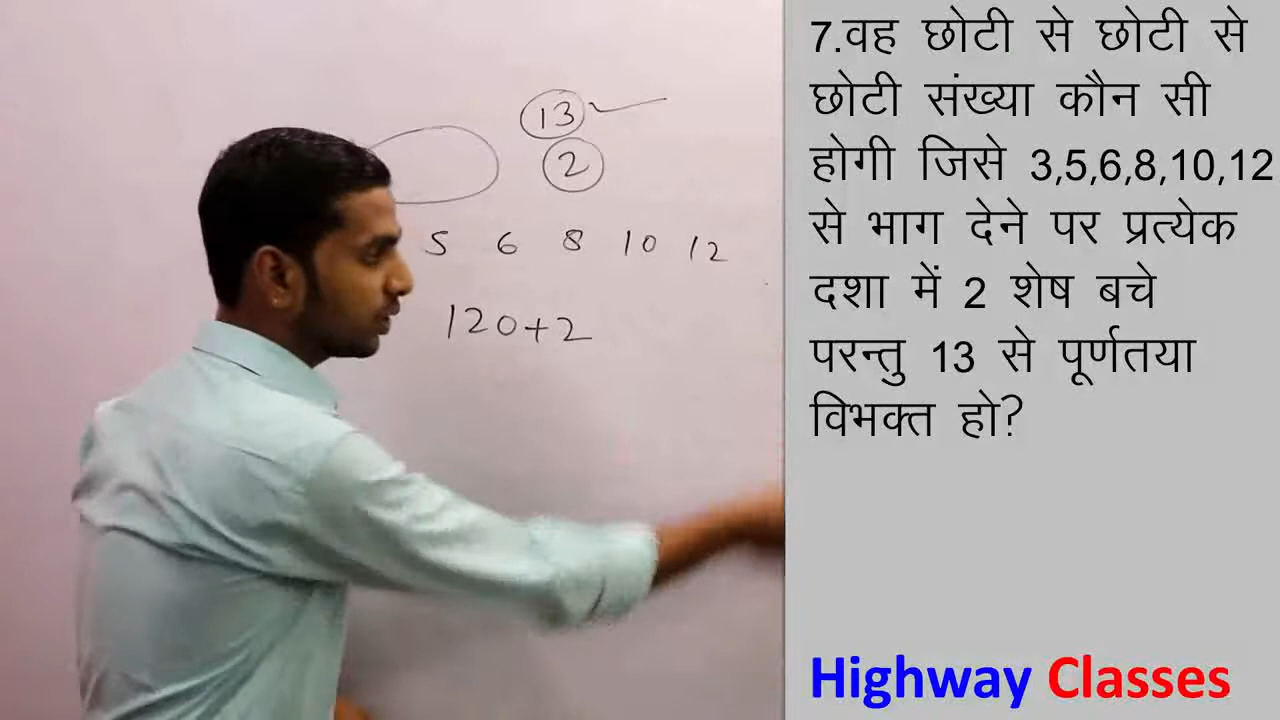 13
2
5 6 8 10 12
120+2
7.वह छोटी से छोटी से
छोटी संख्या कौन सी
होगी जिसे 3,5,6,8,10,12
से भाग देने पर प्रत्येक
दशा में 2 शेष बचे
परन्तु 13 से पूर्णतया
विभक्त हो?
Highway Classes